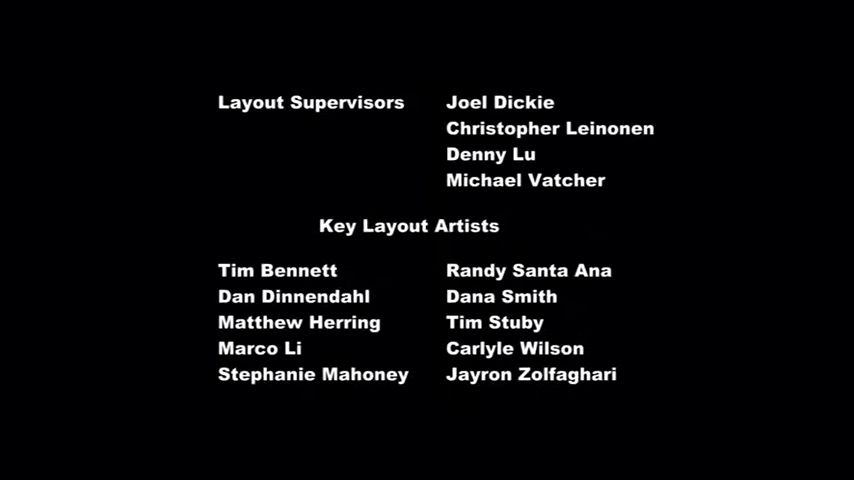 Layout Supervisors Joel Dickie
Christopher Leinonen
Denny Lu
Michael Vatcher
Key Layout Artists
Tim Bennett Randy Santa Ana
Dan Dinnendahl Dana Smith
Matthew Herring Tim Stuby
Marco Li Carlyle Wilson
Stephanie Mahoney Jayron Zolfaghari